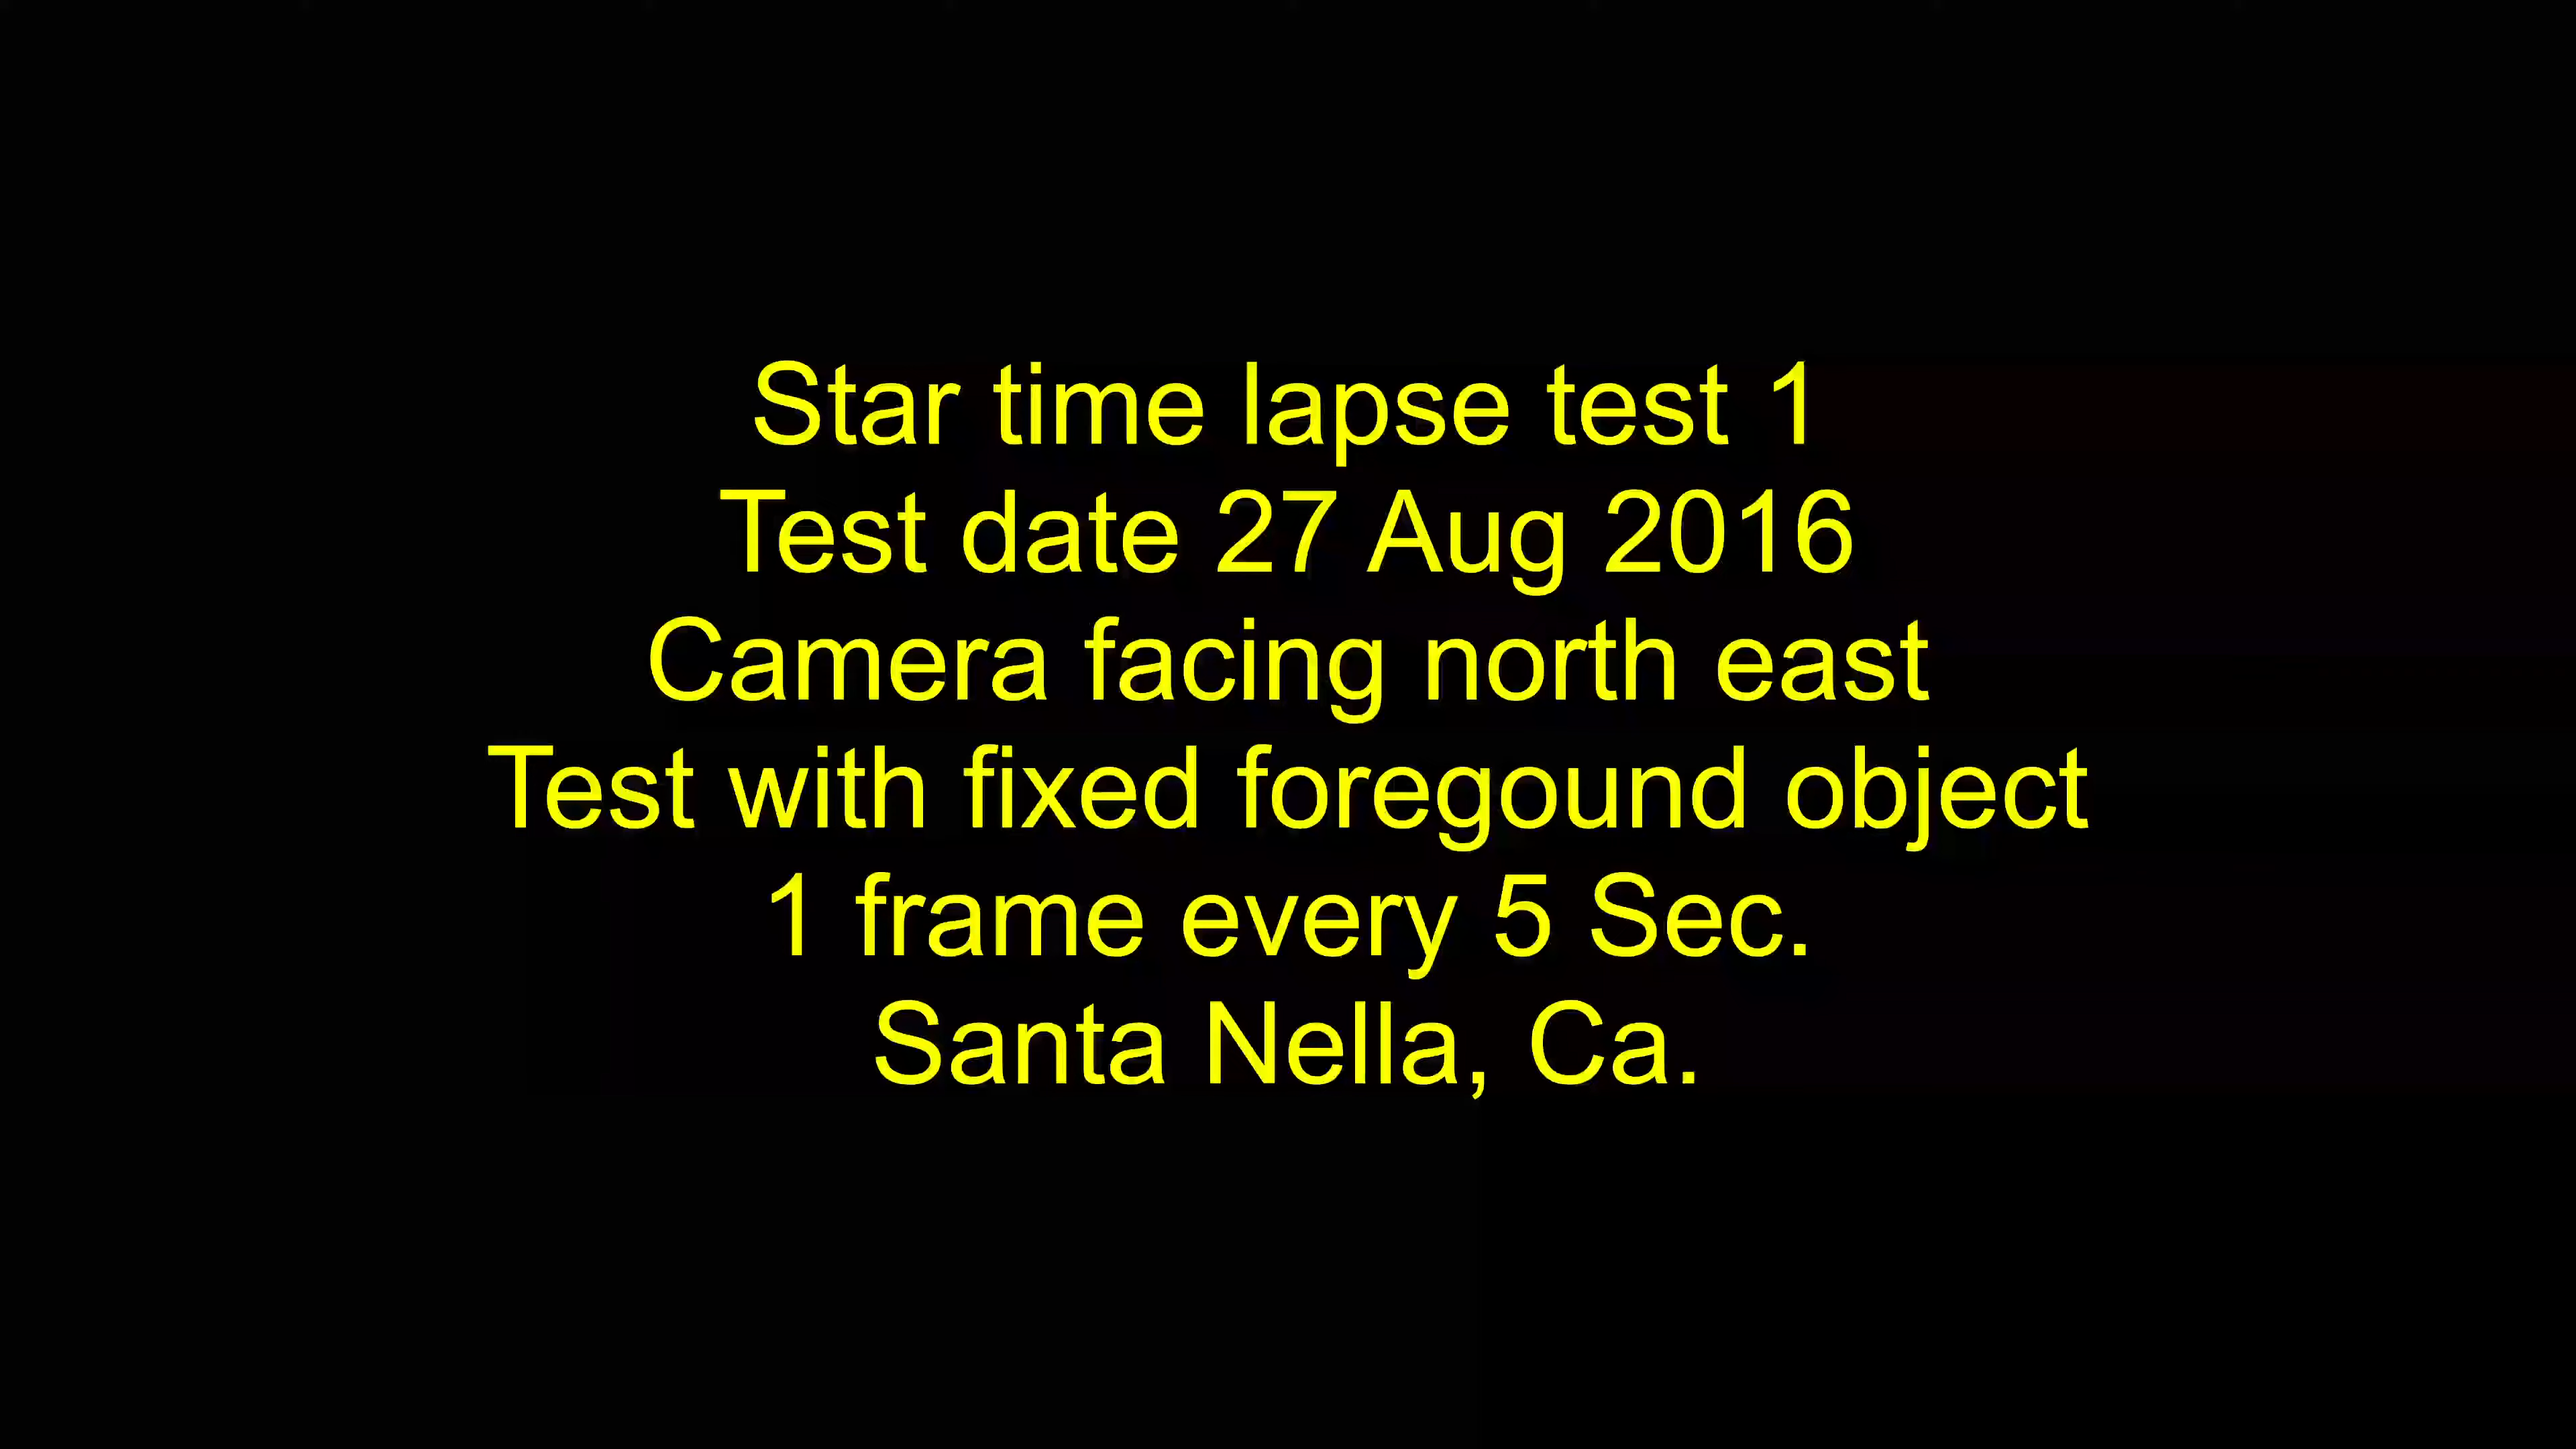 Star time lapse test 1
Test date 27 Aug 2016
Camera facing north east
Test with fixed foregound object
1 frame every 5 Sec.
Santa Nella, Ca.